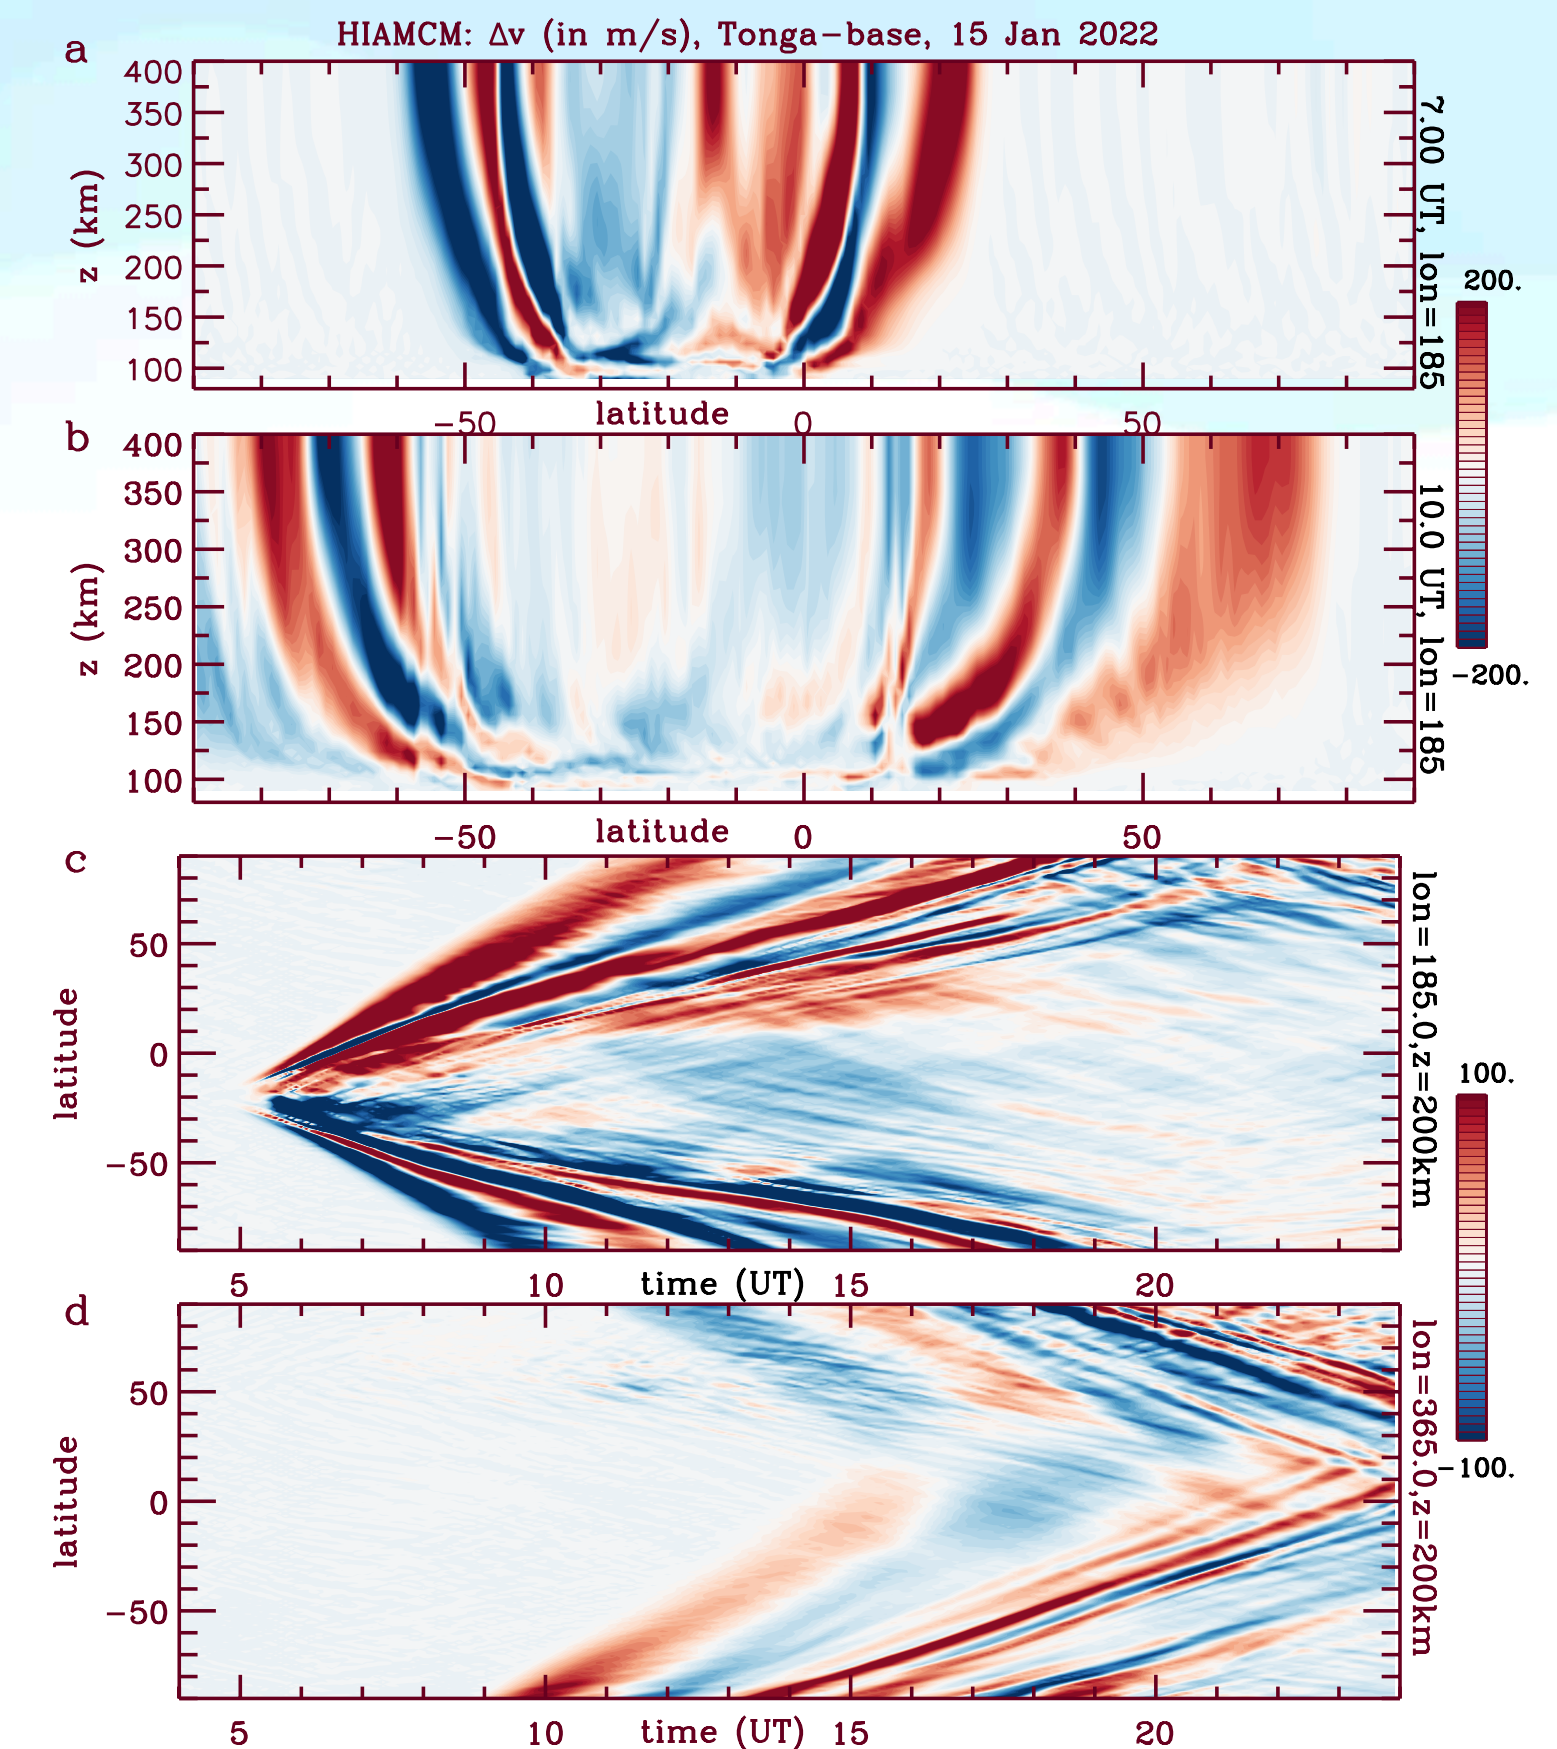 HIAMCM: Δv (in m/s), Tonga-base, 15 Jan 2022
a
400
350
300
250
200
150
100
z (km)
7.00 UT, lon=185
-50
latitude
0
50
200.
-200.
b
400
350
300
250
200
150
100
z (km)
10.0 UT, lon=185
-50
latitude
0
50
c
50
0
-50
latitude
lon=185.0,z=200km
5
10
time (UT)
15
20
100.
-100.
d
50
0
-50
latitude
lon=365.0,z=200km
5
10
time (UT)
15
20